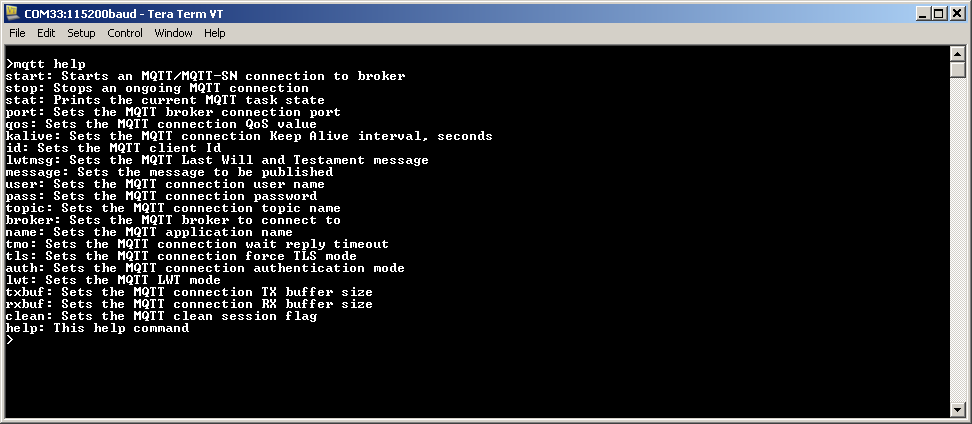 COM33:115200baud - Tera Term VT
File Edit Setup Control Window Help
>mqtt help
start: Starts an MQTT/MQTT-SN connection to broker
stop: Stops an ongoing MQTT connection
stat: Prints the current MQTT task state
port: Sets the MQTT broker connection port
qos: Sets the MQTT connection QoS value
kalive: Sets the MQTT connection Keep Alive interval, seconds
id: Sets the MQTT client Id
lwtmsg: Sets the MQTT Last Will and Testament message
message: Sets the message to be published
user: Sets the MQTT connection user name
pass: Sets the MQTT connection password
topic: Sets the MQTT connection topic name
broker: Sets the MQTT broker to connect to
name: Sets the MQTT application name
tmo: Sets the MQTT connection wait reply timeout
tls: Sets the MQTT connection force TLS mode
auth: Sets the MQTT connection authentication mode
lwt: Sets the MQTT LWT mode
txbuf: Sets the MQTT connection TX buffer size
rxbuf: Sets the MQTT connection RX buffer size
clean: Sets the MQTT clean session flag
help: This help command
>